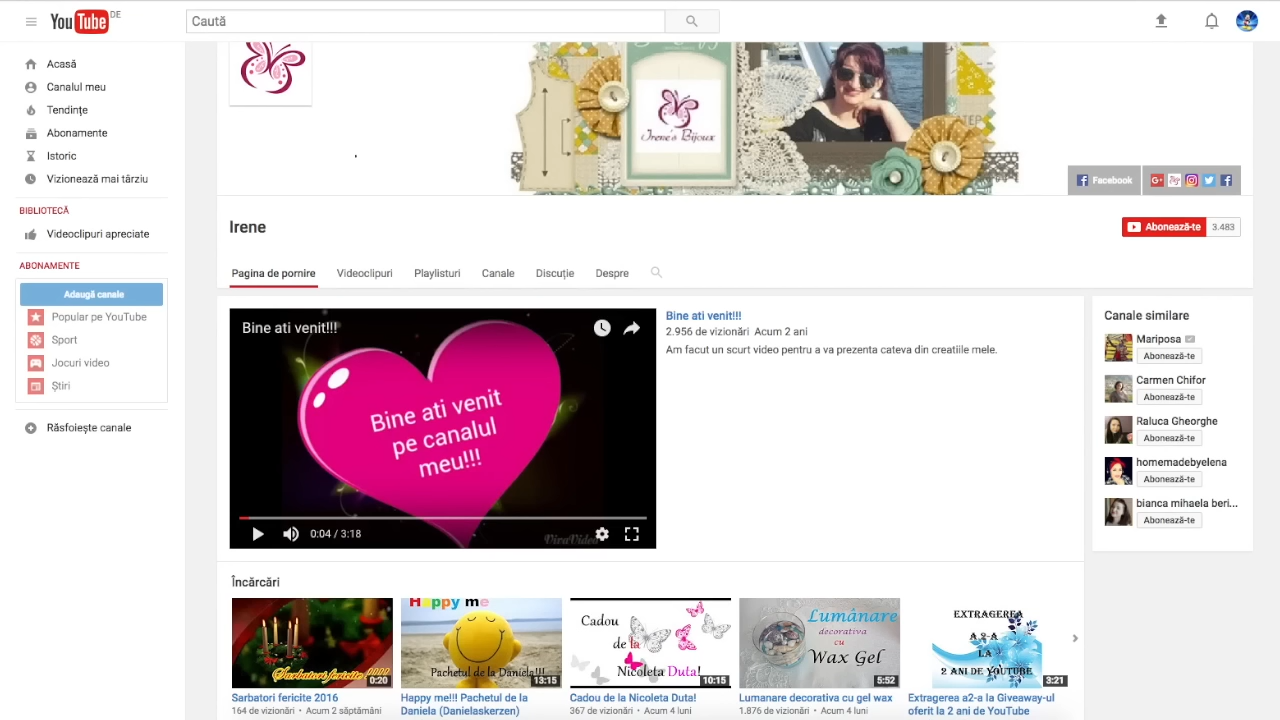 YouTube DE
Caută
Acasă
Canalul meu
Tendințe
Abonamente
Istoric
Vizionează mai târziu
BIBLIOTECĂ
Videoclipuri apreciate
ABONAMENTE
Adaugă canale
Popular pe YouTube
Sport
Jocuri video
Știri
Răsfoiește canale
Irene's Bijoux
Facebook
Irene
Abonează-te 3.483
Pagina de pornire Videoclipuri Playlisturi Canale Discuție Despre
Bine ati venit!!!
Bine ati venit
pe canalul
meu!!!
0:04 / 3:18
VivaVideo
Bine ati venit!!!
2.956 de vizionări Acum 2 ani
Am facut un scurt video pentru a va prezenta cateva din creatiile mele.
Canale similare
Mariposa
Abonează-te
Carmen Chifor
Abonează-te
Raluca Gheorghe
Abonează-te
homemadebyelena
Abonează-te
bianca mihaela beri...
Abonează-te
Încărcări
Sarbatori fericite !!!!
Sarbatori fericite 2016
164 de vizionări • Acum 2 săptămâni
Happy me
Pachetul de la Daniela!!!
13:15
Happy me!!! Pachetul de la
Daniela (Danielaskerzen)
Cadou
de la
Nicoleta Duta!
10:15
Cadou de la Nicoleta Duta!
367 de vizionări • Acum 4 luni
Lumânare
decorativa
cu
Wax Gel
5:52
Lumanare decorativa cu gel wax
1.876 de vizionări • Acum 4 luni
EXTRAGEREA
A 2-A
LA
2 ANI DE YOUTUBE
3:21
Extragerea a2-a la Giveaway-ul
oferit la 2 ani de YouTube